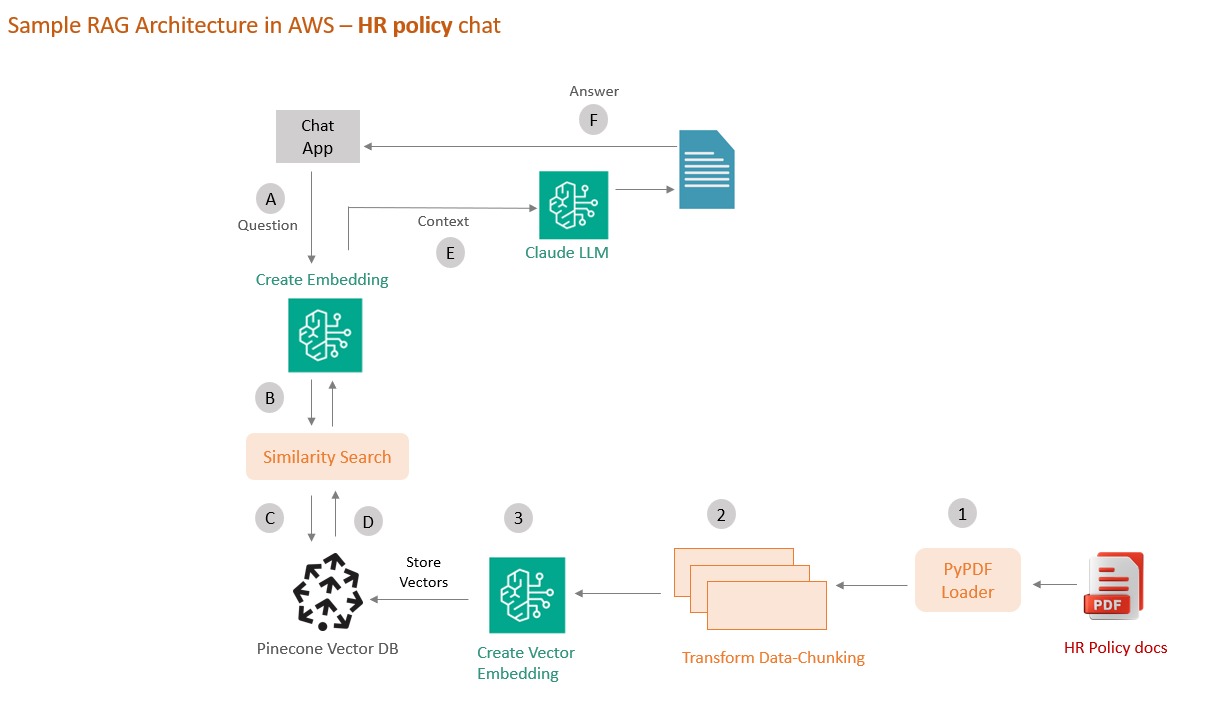 Sample RAG Architecture in AWS – HR policy chat
Answer
F
Chat
App
A
Question
Context
E
Claude LLM
Create Embedding
B
Similarity Search
C
D
3
2
1
Store
Vectors
PyPDF
Loader
PDF
Pinecone Vector DB
Create Vector
Embedding
Transform Data-Chunking
HR Policy docs